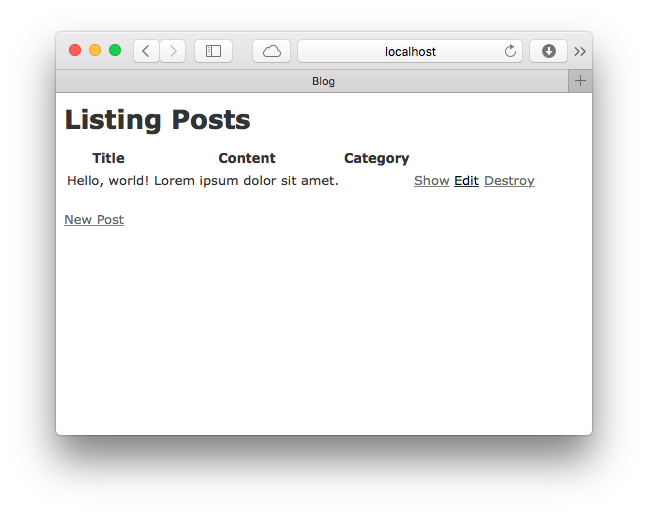 localhost
Blog
Listing Posts
Title Content Category
Hello, world! Lorem ipsum dolor sit amet. Show Edit Destroy
New Post